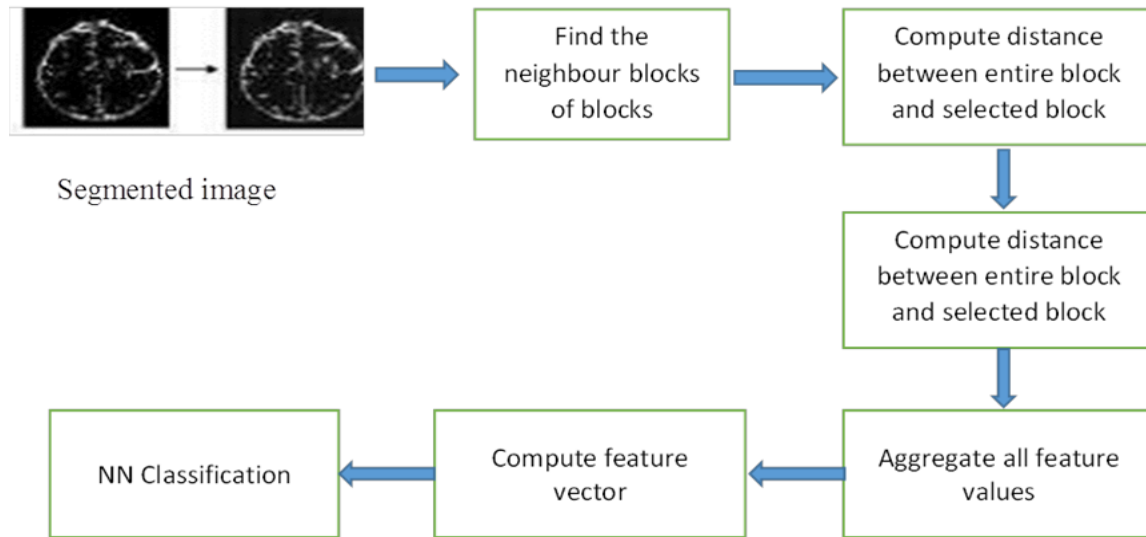 Segmented image
Find the
neighbour blocks
of blocks
Compute distance
between entire block
and selected block
Compute distance
between entire block
and selected block
Aggregate all feature
values
Compute feature
vector
NN Classification